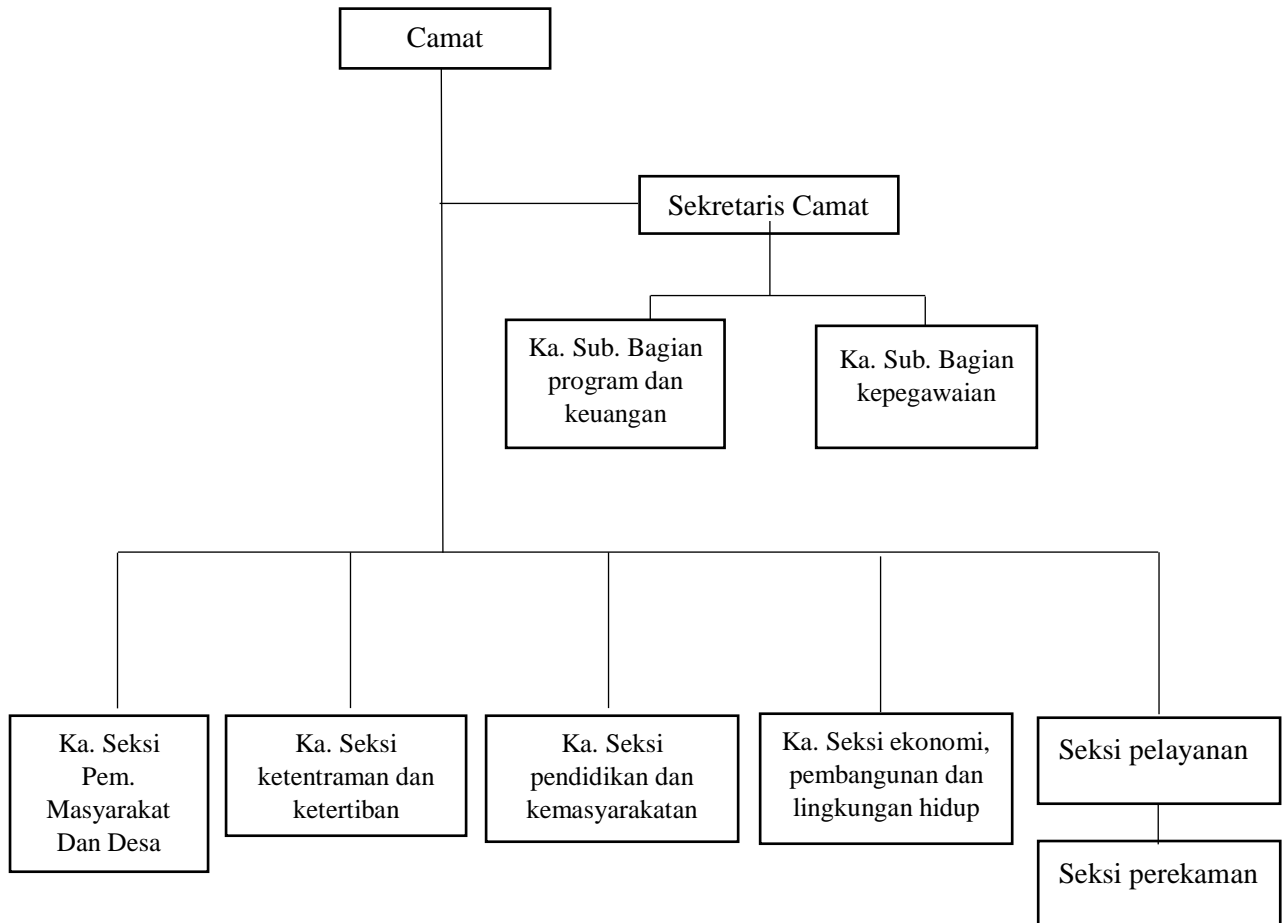 Camat
Sekretaris Camat
Ka. Sub. Bagian
program dan
keuangan
Ka. Sub. Bagian
kepegawaian
Ka. Seksi
Pem.
Masyarakat
Dan Desa
Ka. Seksi
ketentraman dan
ketertiban
Ka. Seksi
pendidikan dan
kemasyarakatan
Ka. Seksi ekonomi,
pembangunan dan
lingkungan hidup
Seksi pelayanan
Seksi perekaman